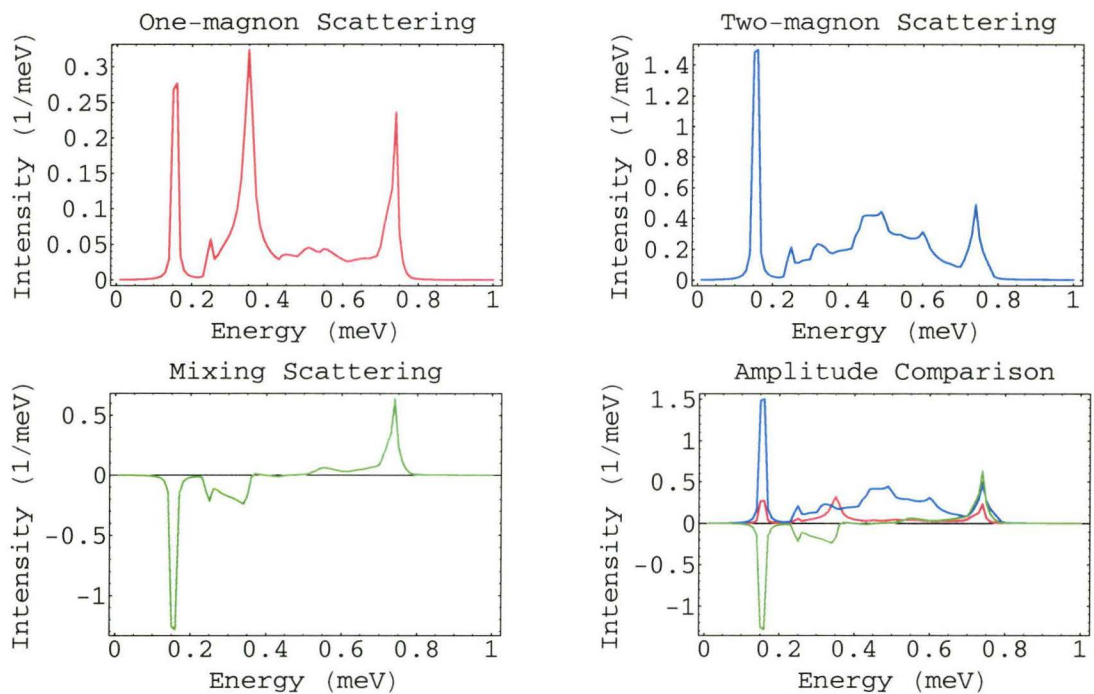 One-magnon Scattering
Intensity (1/meV)
0.3
0.25
0.2
0.15
0.1
0.05
0
0 0.2 0.4 0.6 0.8 1
Energy (meV)
Two-magnon Scattering
Intensity (1/meV)
1.4
1.2
1
0.8
0.6
0.4
0.2
0
0 0.2 0.4 0.6 0.8 1
Energy (meV)
Mixing Scattering
Intensity (1/meV)
0.5
0
-0.5
-1
0 0.2 0.4 0.6 0.8 1
Energy (meV)
Amplitude Comparison
Intensity (1/meV)
1.5
1
0.5
0
-0.5
-1
0 0.2 0.4 0.6 0.8 1
Energy (meV)